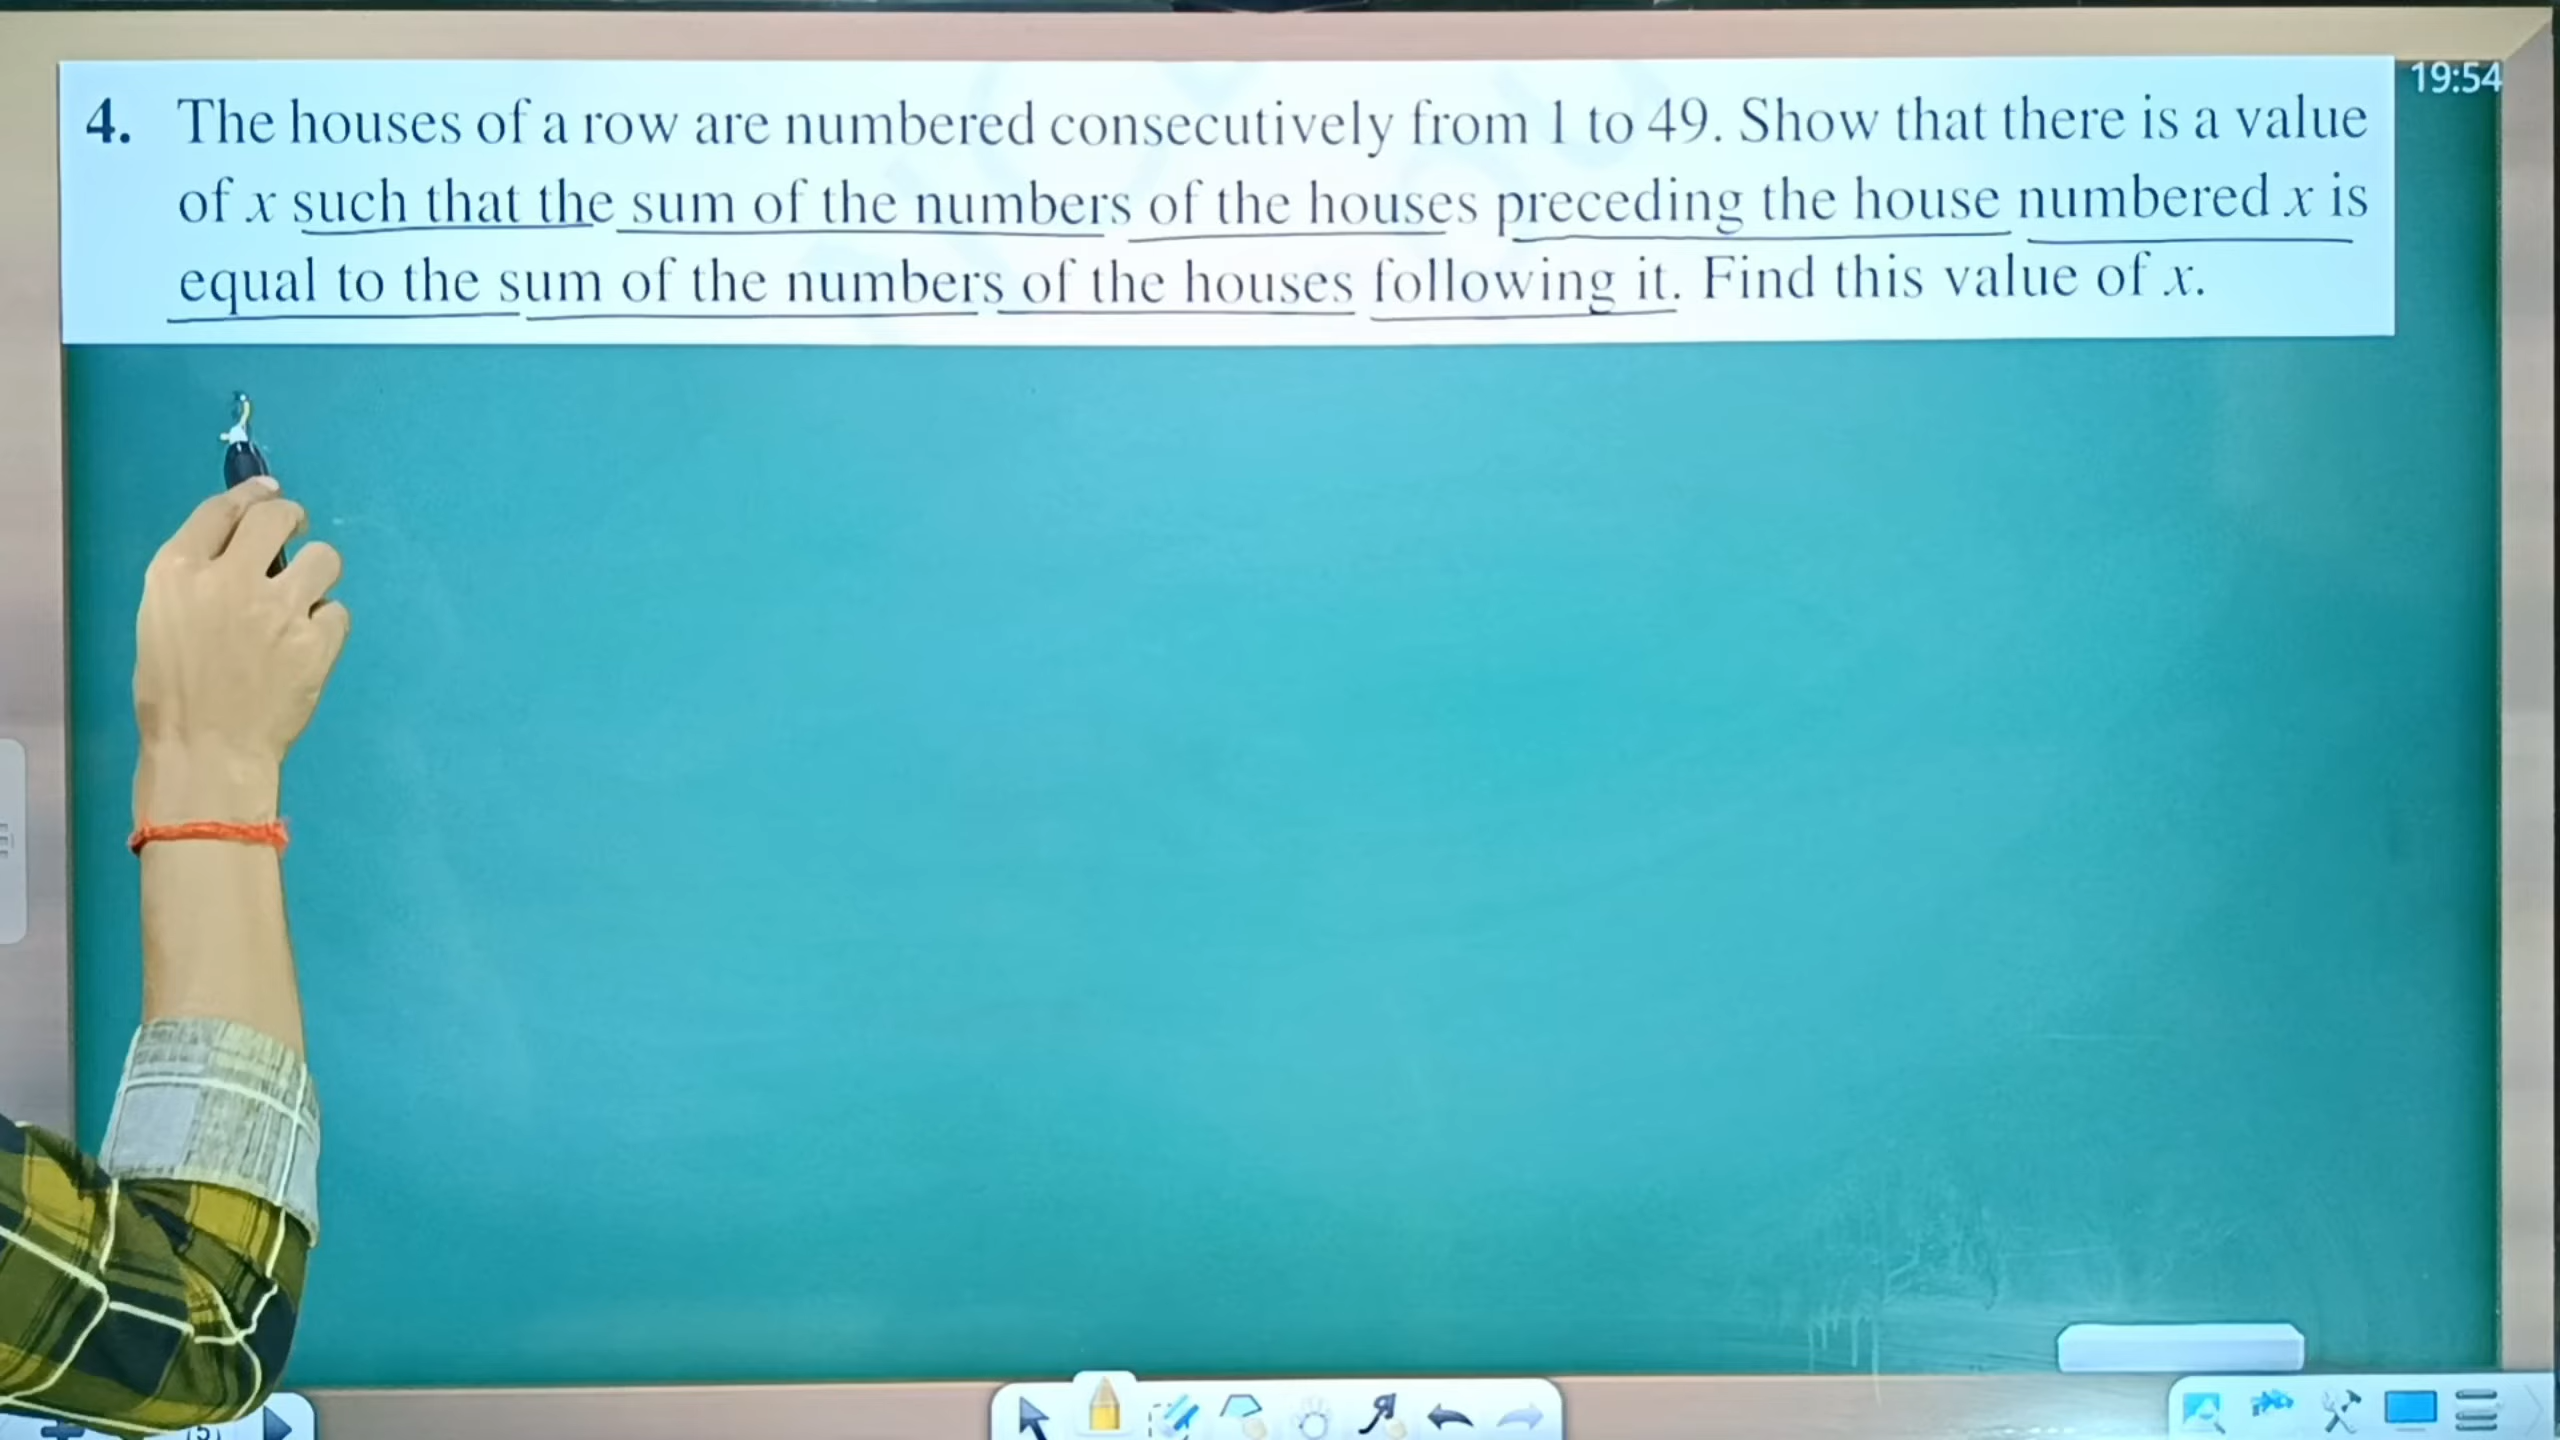 19:54
4. The houses of a row are numbered consecutively from 1 to 49. Show that there is a value
of x such that the sum of the numbers of the houses preceding the house numbered x is
equal to the sum of the numbers of the houses following it. Find this value of x.
(5)